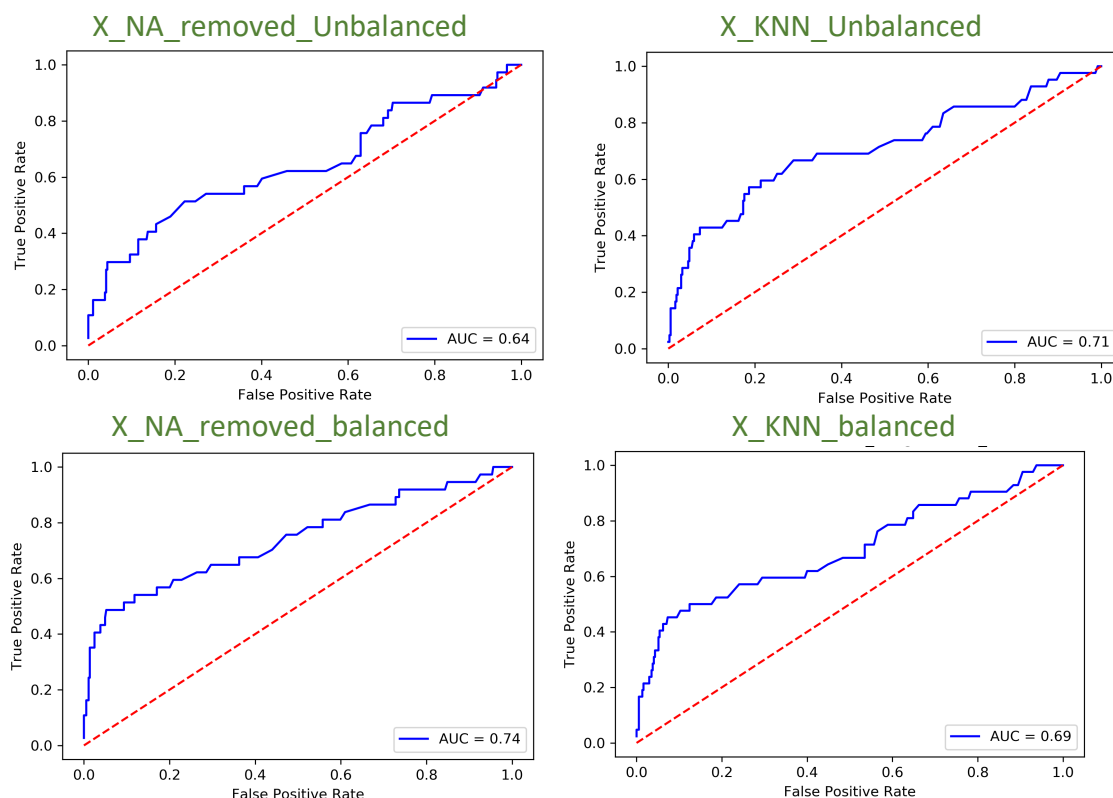 X_NA_removed_Unbalanced
X_KNN_Unbalanced
1.0
0.8
0.6
0.4
0.2
0.0
True Positive Rate
AUC = 0.64
0.0 0.2 0.4 0.6 0.8 1.0
False Positive Rate
1.0
0.8
0.6
0.4
0.2
0.0
True Positive Rate
AUC = 0.71
0.0 0.2 0.4 0.6 0.8 1.0
False Positive Rate
X_NA_removed_balanced
X_KNN_balanced
1.0
0.8
0.6
0.4
0.2
0.0
True Positive Rate
AUC = 0.74
0.0 0.2 0.4 0.6 0.8 1.0
False Positive Rate
1.0
0.8
0.6
0.4
0.2
0.0
True Positive Rate
AUC = 0.69
0.0 0.2 0.4 0.6 0.8 1.0
False Positive Rate